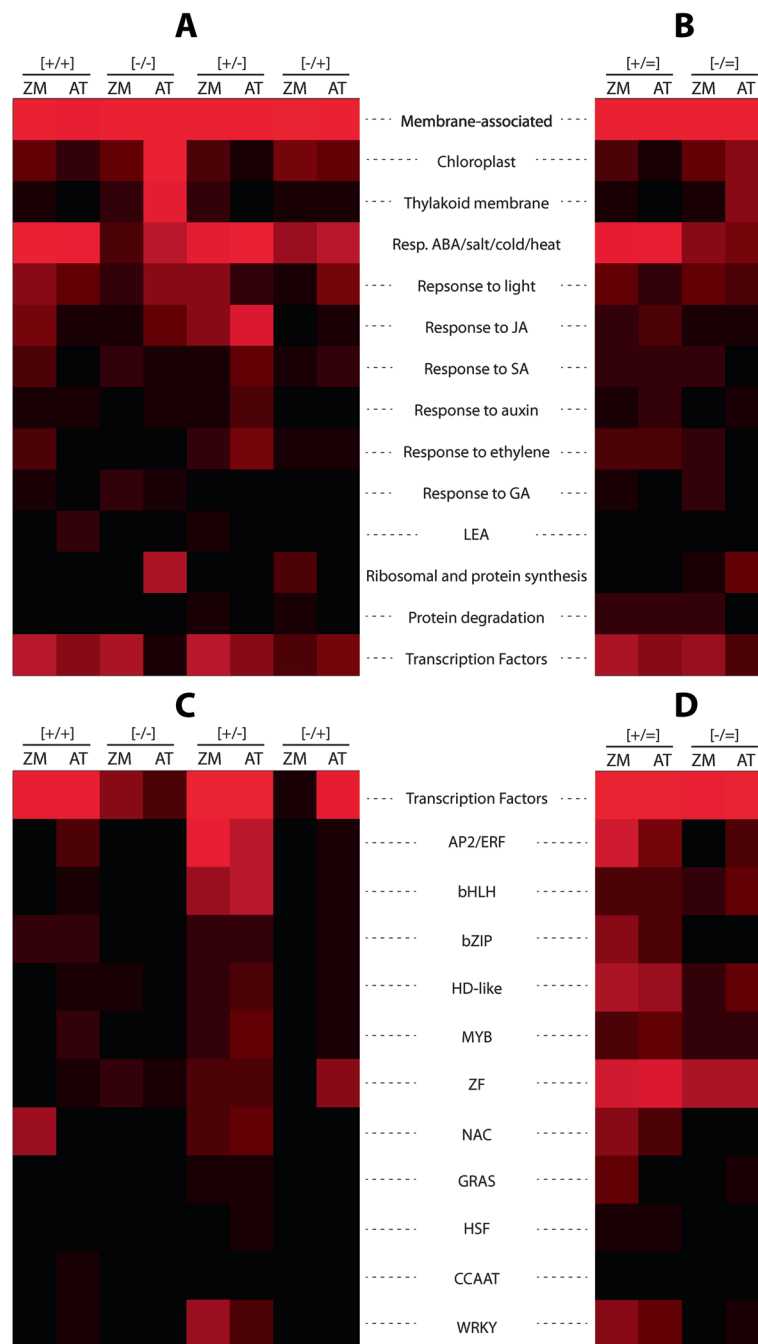 A B
[+/+] [-/-] [+/-] [-/+] [+/=] [-/=]
ZM AT ZM AT ZM AT ZM AT ZM AT ZM AT
Membrane-associated
Chloroplast
Thylakoid membrane
Resp. ABA/salt/cold/heat
Repsonse to light
Response to JA
Response to SA
Response to auxin
Response to ethylene
Response to GA
LEA
Ribosomal and protein synthesis
Protein degradation
Transcription Factors
C D
[+/+] [-/-] [+/-] [-/+] [+/=] [-/=]
ZM AT ZM AT ZM AT ZM AT ZM AT ZM AT
Transcription Factors
AP2/ERF
bHLH
bZIP
HD-like
MYB
ZF
NAC
GRAS
HSF
CCAAT
WRKY